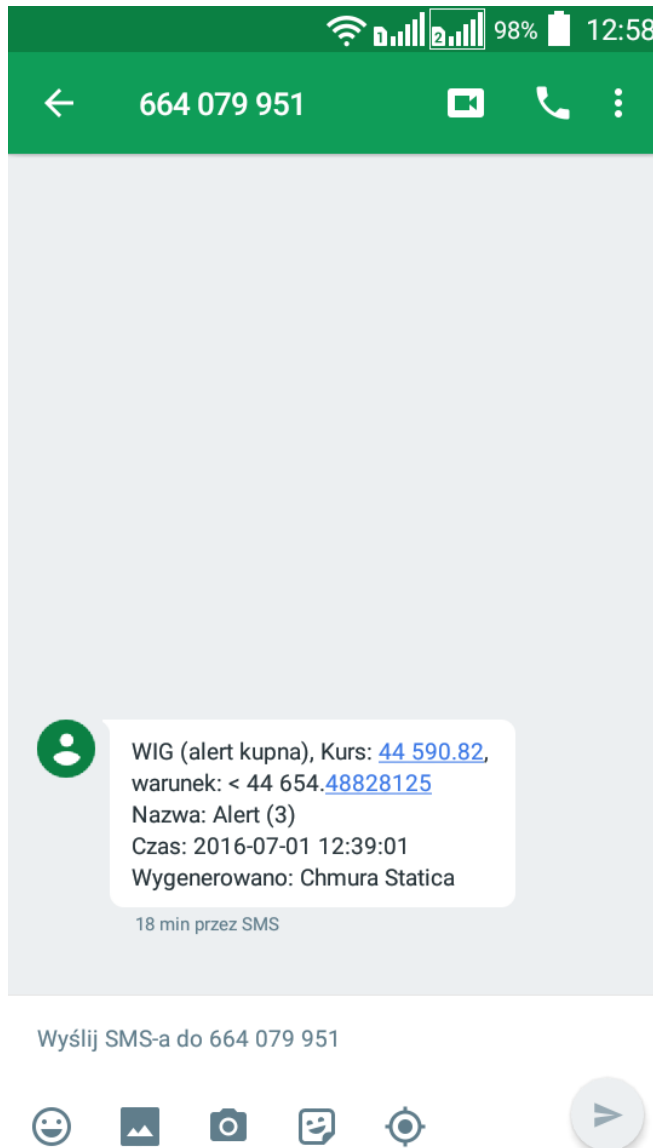 1 2 98% 12:58
664 079 951
WIG (alert kupna), Kurs: 44 590.82,
warunek: < 44 654.48828125
Nazwa: Alert (3)
Czas: 2016-07-01 12:39:01
Wygenerowano: Chmura Statica
18 min przez SMS
Wyślij SMS-a do 664 079 951